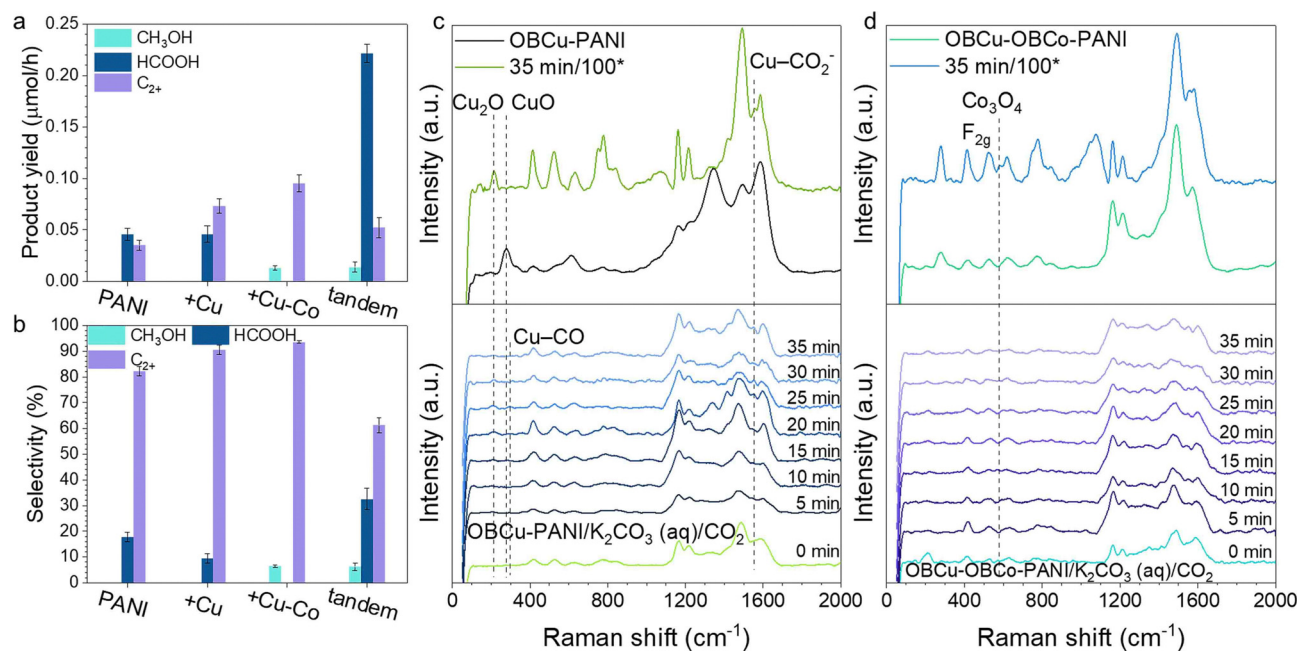 a
CH₃OH
HCOOH
C₂₊
Product yield (μmol/h)
0.25
0.20
0.15
0.10
0.05
0.00
PANI
+Cu
+Cu-Co
tandem
b
CH₃OH
HCOOH
C₂₊
Selectivity (%)
100
90
80
70
60
50
40
30
20
10
0
PANI
+Cu
+Cu-Co
tandem
c
OBCu-PANI
35 min/100*
Cu–CO₂⁻
Cu₂O
CuO
Intensity (a.u.)
Cu–CO
35 min
30 min
25 min
20 min
15 min
10 min
5 min
OBCu-PANI/K₂CO₃ (aq)/CO₂
0 min
Intensity (a.u.)
0 400 800 1200 1600 2000
Raman shift (cm⁻¹)
d
OBCu-OBCo-PANI
35 min/100*
Co₃O₄
F₂g
Intensity (a.u.)
35 min
30 min
25 min
20 min
15 min
10 min
5 min
0 min
OBCu-OBCo-PANI/K₂CO₃ (aq)/CO₂
Intensity (a.u.)
0 400 800 1200 1600 2000
Raman shift (cm⁻¹)